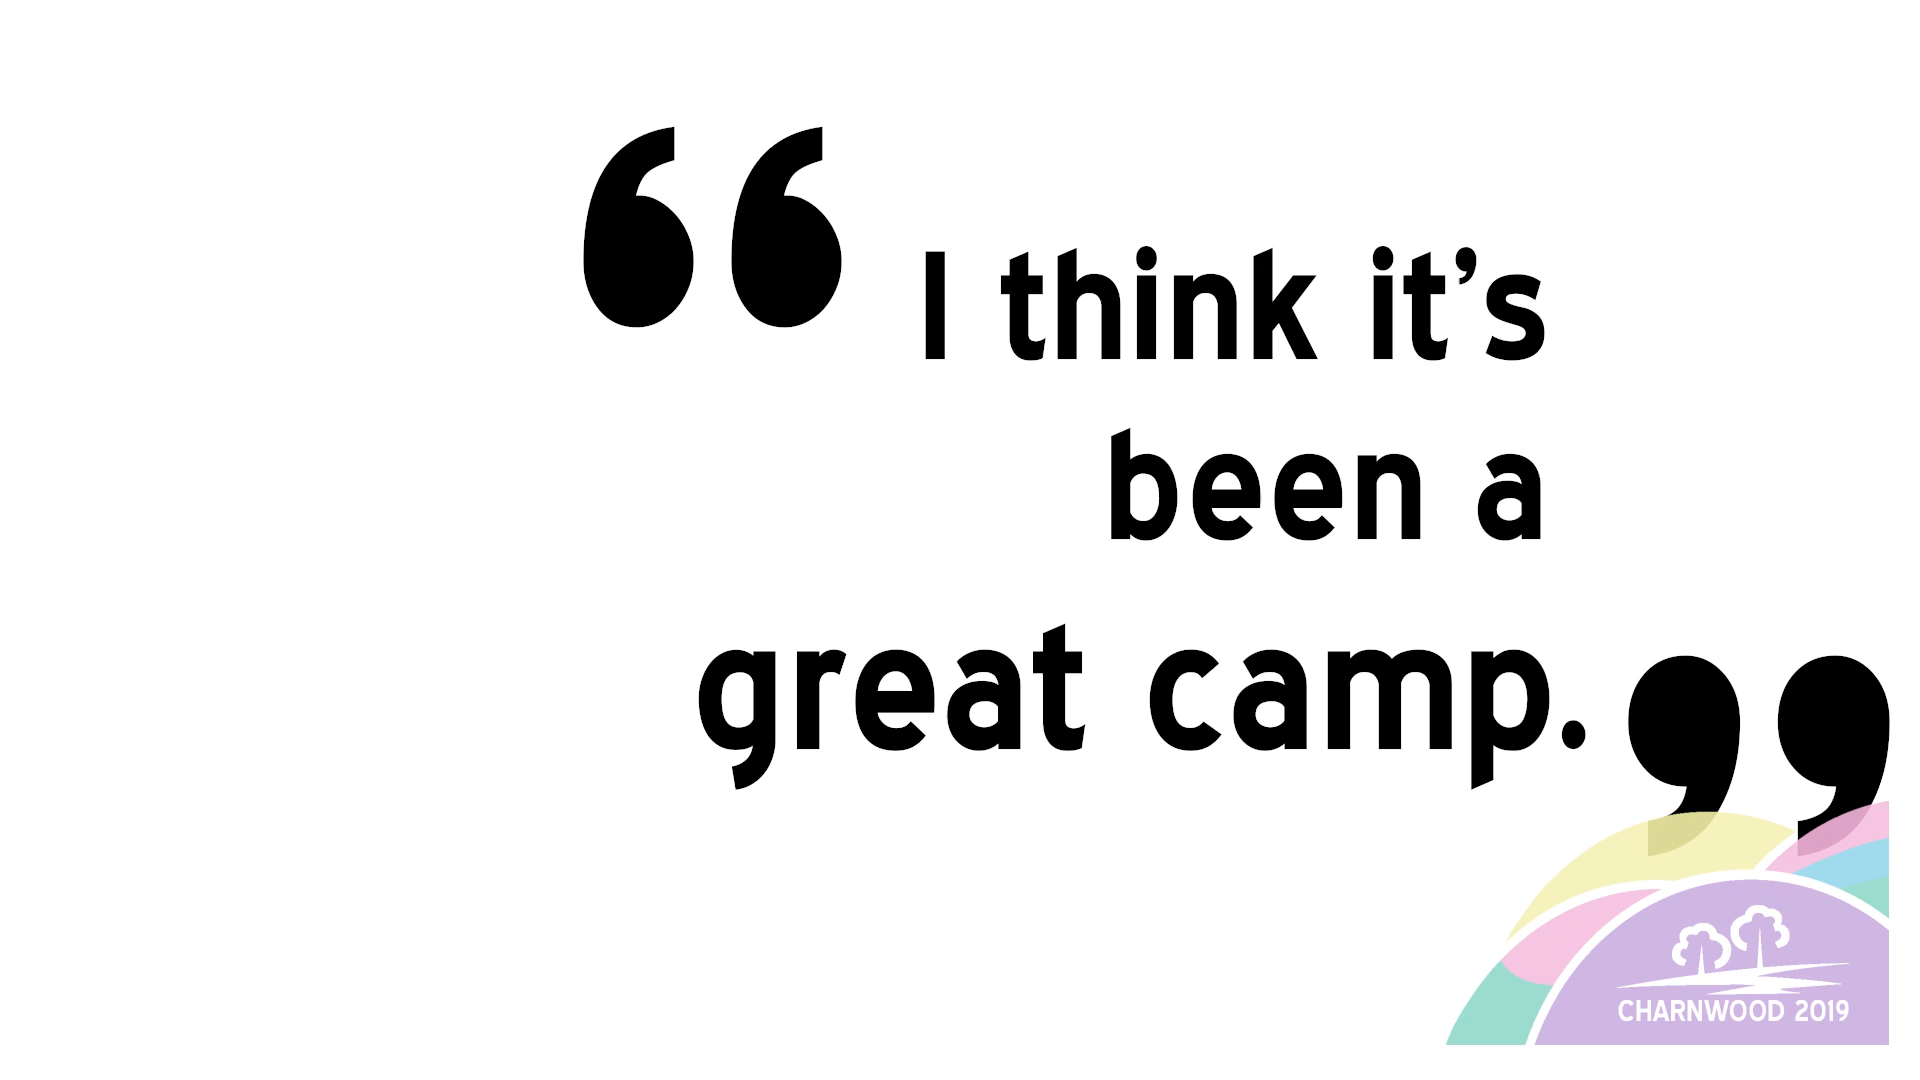 “I think it’s
been a
great camp.”
CHARNWOOD 2019